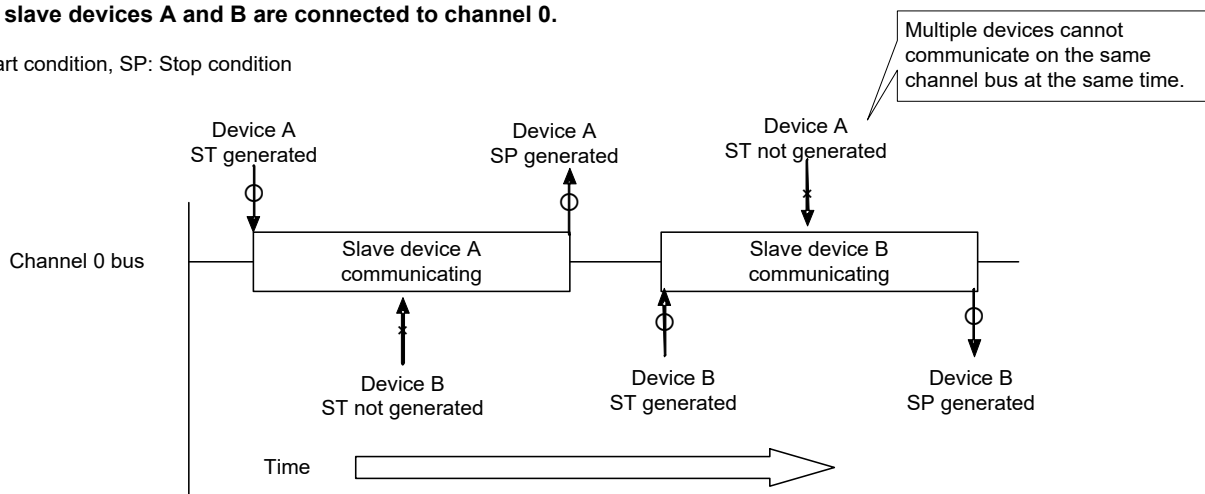 slave devices A and B are connected to channel 0.
art condition, SP: Stop condition
Multiple devices cannot
communicate on the same
channel bus at the same time.
Device A
ST generated
Device A
SP generated
Device A
ST not generated
Channel 0 bus
Slave device A
communicating
Slave device B
communicating
Device B
ST not generated
Device B
ST generated
Device B
SP generated
Time